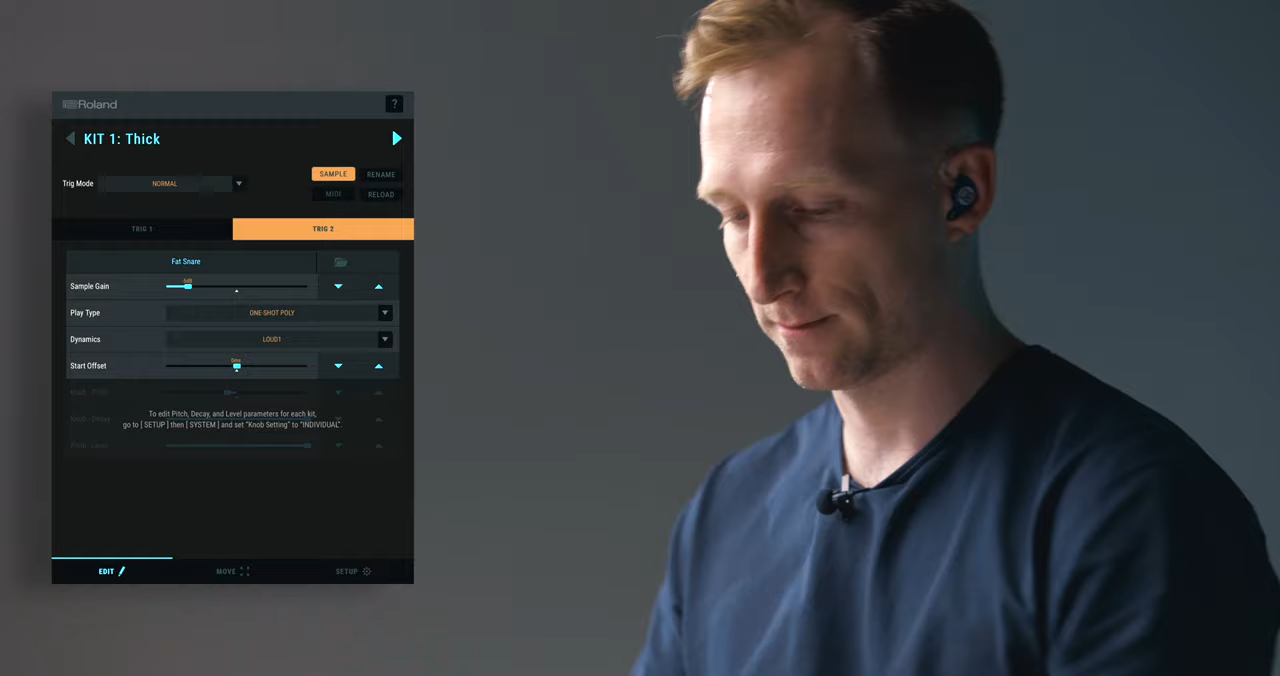 Roland
?
KIT 1: Thick
Trig Mode
NORMAL
SAMPLE
RENAME
MIDI
RELOAD
TRIG 1
TRIG 2
Fat Snare
Sample Gain
Play Type
ONE-SHOT POLY
Dynamics
LOUD1
Start Offset
To edit Pitch, Decay, and Level parameters for each kit,
go to [ SETUP ] then [ SYSTEM ] and set "Knob Setting" to "INDIVIDUAL".
EDIT
MOVE
SETUP